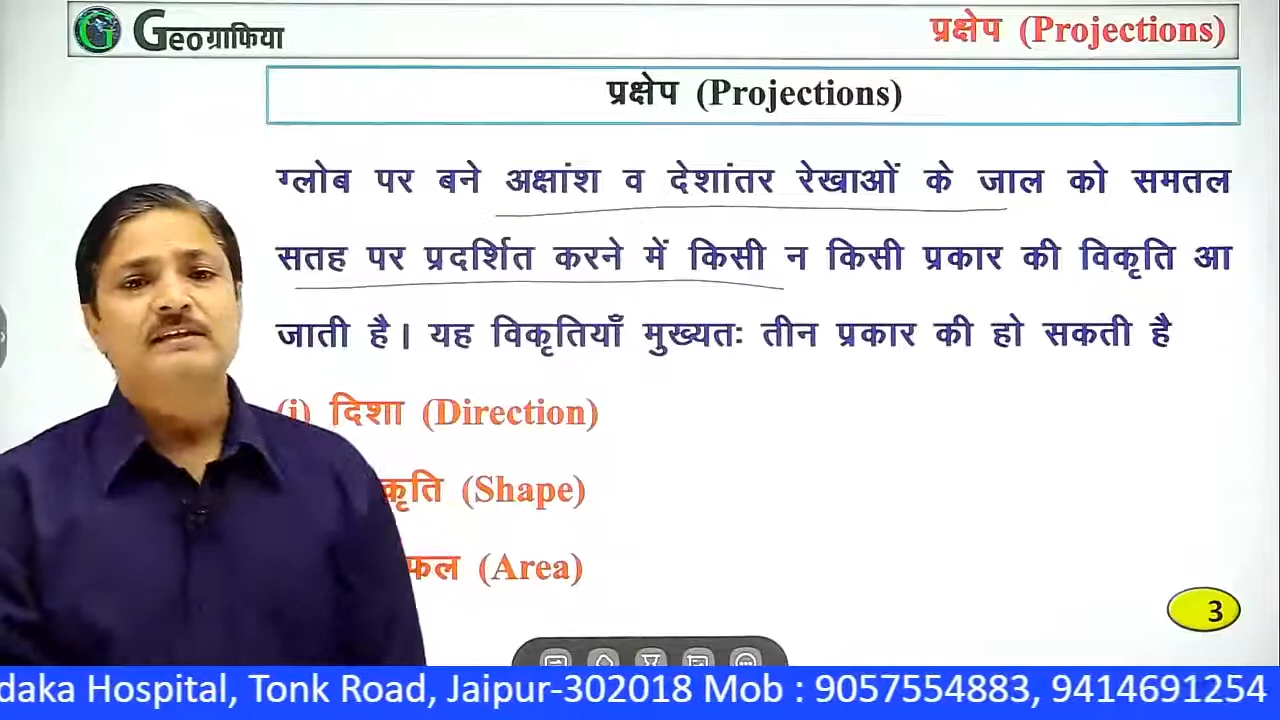 Geoग्राफिया
प्रक्षेप (Projections)
प्रक्षेप (Projections)
ग्लोब पर बने अक्षांश व देशांतर रेखाओं के जाल को समतल
सतह पर प्रदर्शित करने में किसी न किसी प्रकार की विकृति आ
जाती है। यह विकृतियाँ मुख्यतः तीन प्रकार की हो सकती है
(i) दिशा (Direction)
कृति (Shape)
फल (Area)
3
daka Hospital, Tonk Road, Jaipur-302018 Mob : 9057554883, 9414691254